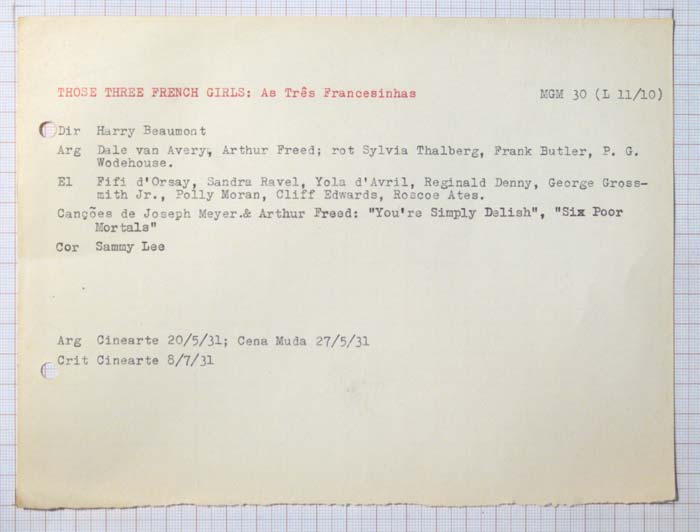 THOSE THREE FRENCH GIRLS: As Três Francesinhas MGM 30 (L 11/10)
Dir Harry Beaumont
Arg Dale van Avery, Arthur Freed; rot Sylvia Thalberg, Frank Butler, P. G.
Wodehouse.
El Fifi d'Orsay, Sandra Ravel, Yola d'Avril, Reginald Denny, George Gross-
mith Jr., Polly Moran, Cliff Edwards, Roscoe Ates.
Canções de Joseph Meyer.& Arthur Freed: "You're Simply Delish", "Six Poor
Mortals"
Cor Sammy Lee
Arg Cinearte 20/5/31; Cena Muda 27/5/31
Crit Cinearte 8/7/31